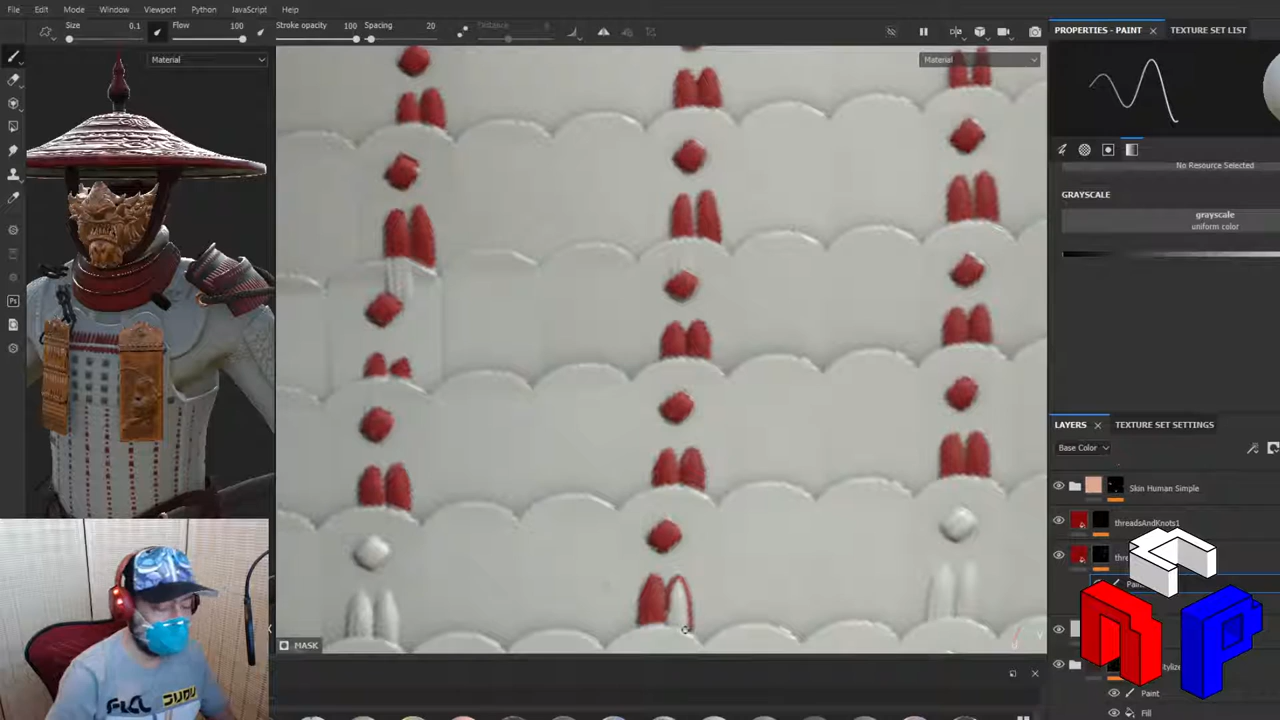 File Edit Mode Window Viewport Python JavaScript Help
Size 0.1 Flow 100 Stroke opacity 100 Spacing 20 Distance
PROPERTIES - PAINT TEXTURE SET LIST
Material
Material
No Resource Selected
GRAYSCALE
grayscale
uniform color
LAYERS TEXTURE SET SETTINGS
Base Color
Skin Human Simple
threadsAndKnots1
Ps
MASK
Paint
Fill